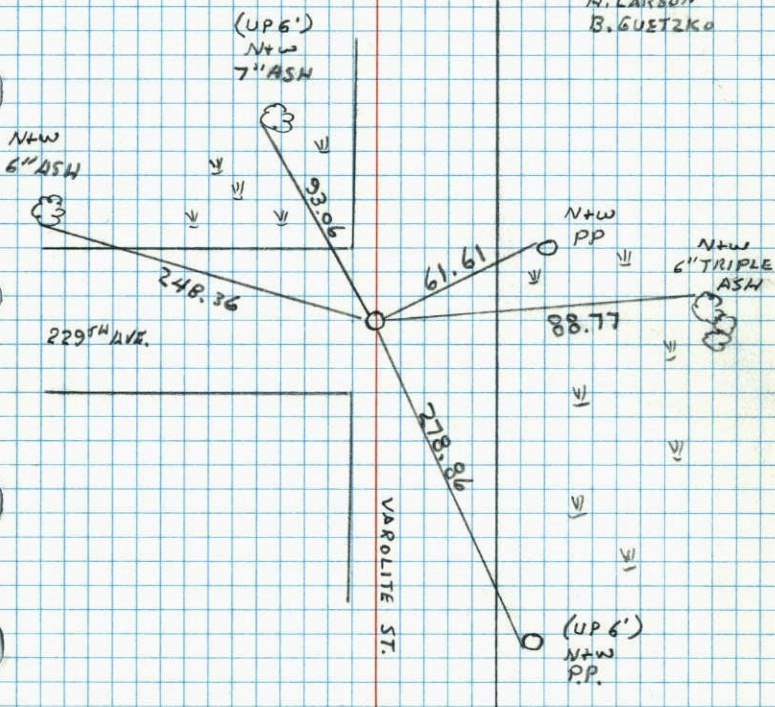 B. GUETZKO
(UP 6')
N+W
7" ASH
N+W
6" ASH
93.06
N+W
PP
61.61
N+W
6" TRIPLE
ASH
248.36
88.77
229TH AVE.
278.86
VAROLITE ST.
(UP 6')
N+W
P.P.